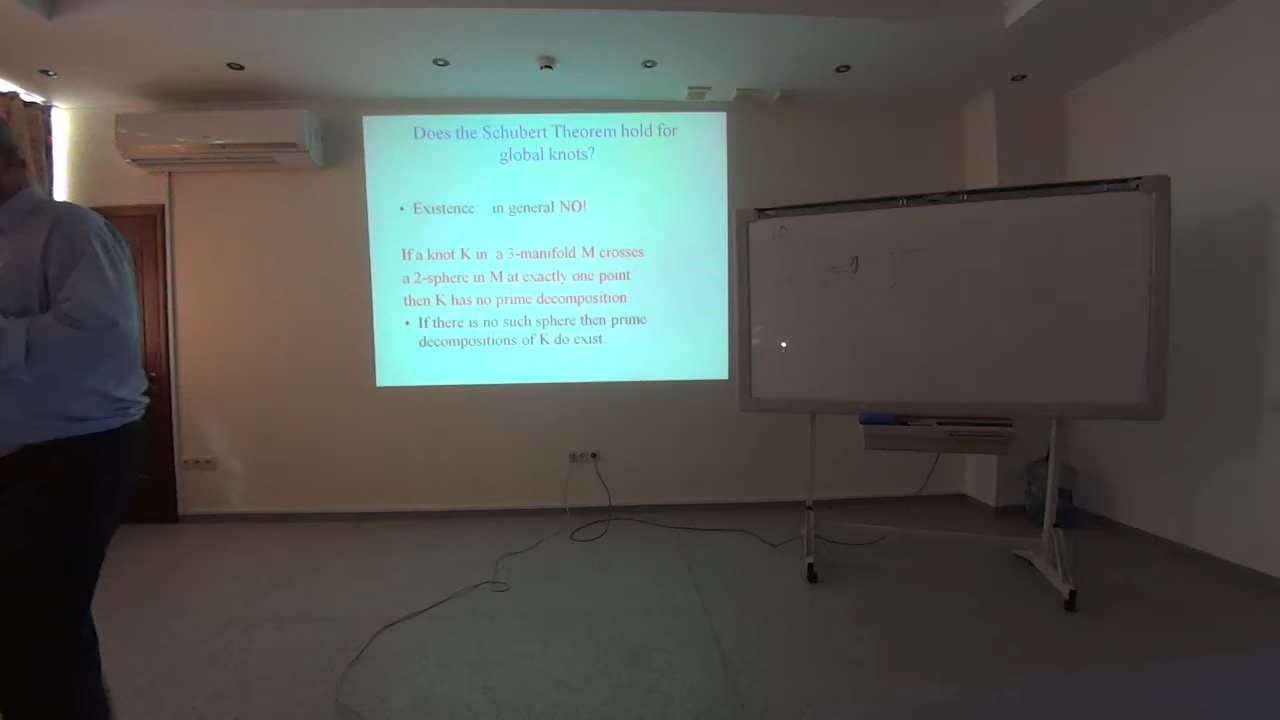 Does the Schubert Theorem hold for
global knots?
• Existence: in general NO!
If a knot K in a 3-manifold M crosses
a 2-sphere in M at exactly one point
then K has no prime decomposition.
• If there is no such sphere then prime
decompositions of K do exist.